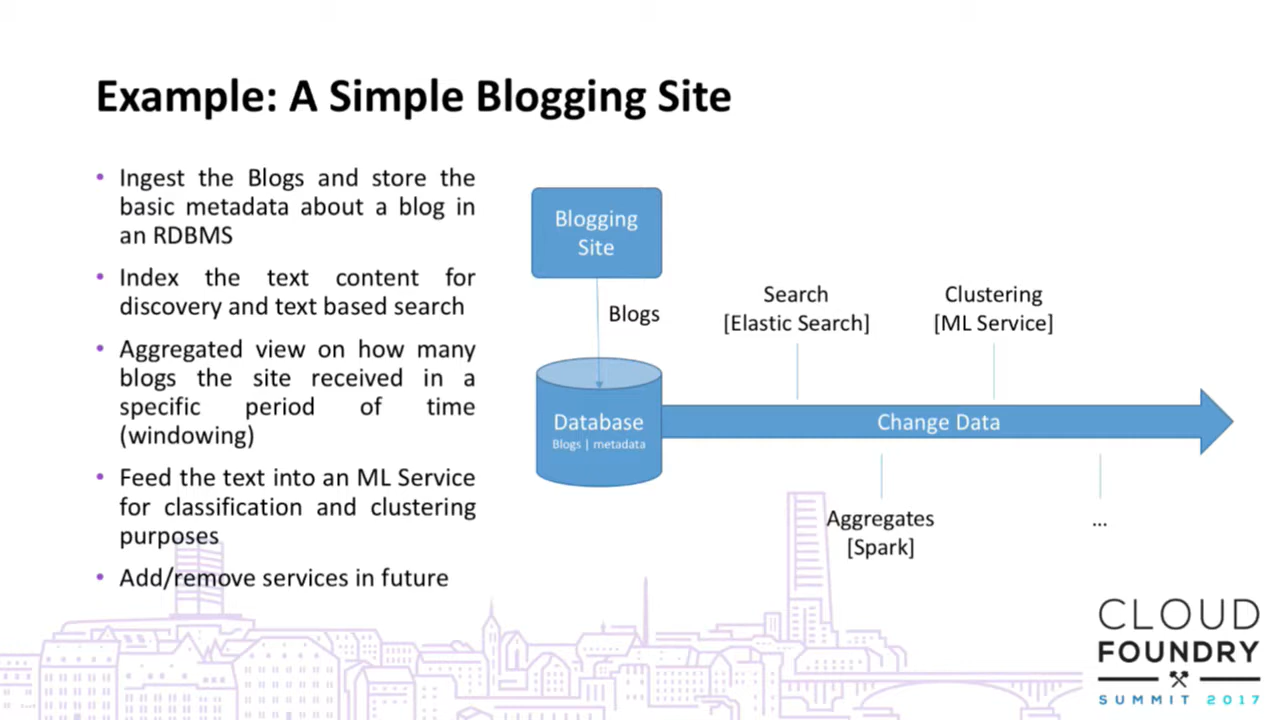 Example: A Simple Blogging Site
• Ingest the Blogs and store the
basic metadata about a blog in
an RDBMS
• Index the text content for
discovery and text based search
• Aggregated view on how many
blogs the site received in a
specific period of time
(windowing)
• Feed the text into an ML Service
for classification and clustering
purposes
• Add/remove services in future
Blogging
Site
Blogs
Database
Blogs | metadata
Search
[Elastic Search]
Clustering
[ML Service]
Change Data
Aggregates
[Spark]
...
CLOUD
FOUNDRY
SUMMIT 2017